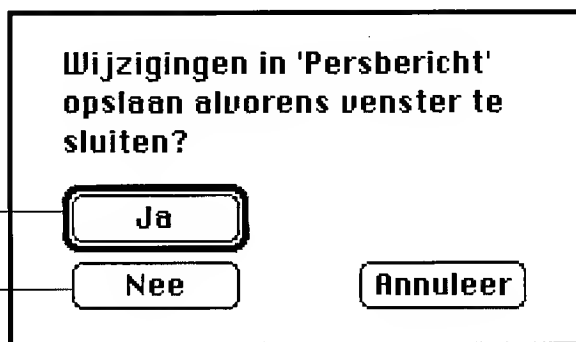 Wijzigingen in 'Persbericht'
opslaan alvorens venster te
sluiten?
Ja
Nee
Annuleer